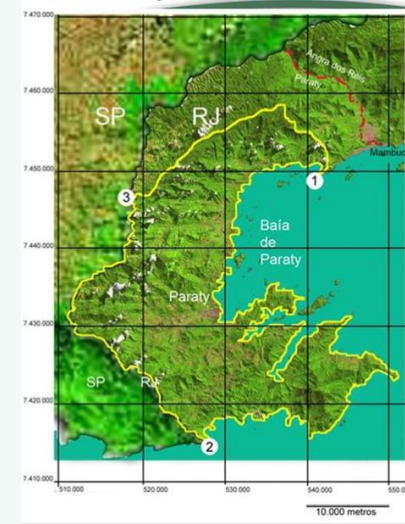 7.470.000
Angra dos Reis
Paraty
7.460.000
SP
RJ
Mambuc
7.450.000
1
3
7.440.000
Baía
de
Paraty
Paraty
7.430.000
SP
RJ
7.420.000
2
7.410.000
510.000
520.000
530.000
540.000
550.0
10.000 metros